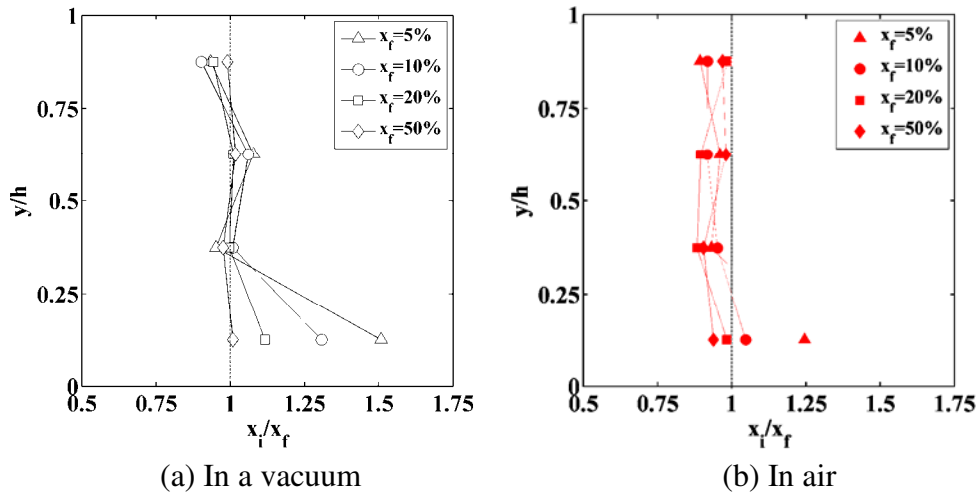 1
0.75
0.5
0.25
0
y/h
0.5 0.75 1 1.25 1.5 1.75
x_i/x_f
x_f=5%
x_f=10%
x_f=20%
x_f=50%
(a) In a vacuum
1
0.75
0.5
0.25
0
y/h
0.5 0.75 1 1.25 1.5 1.75
x_i/x_f
x_f=5%
x_f=10%
x_f=20%
x_f=50%
(b) In air